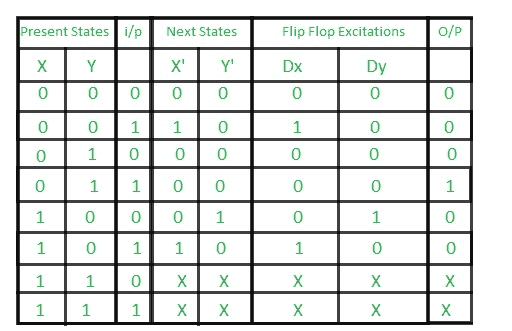 Present States i/p Next States Flip Flop Excitations O/P
X Y X' Y' Dx Dy
0 0 0 0 0 0 0 0
0 0 1 1 0 1 0 0
0 1 0 0 0 0 0 0
0 1 1 0 0 0 0 1
1 0 0 0 1 0 1 0
1 0 1 1 0 1 0 0
1 1 0 X X X X X
1 1 1 X X X X X